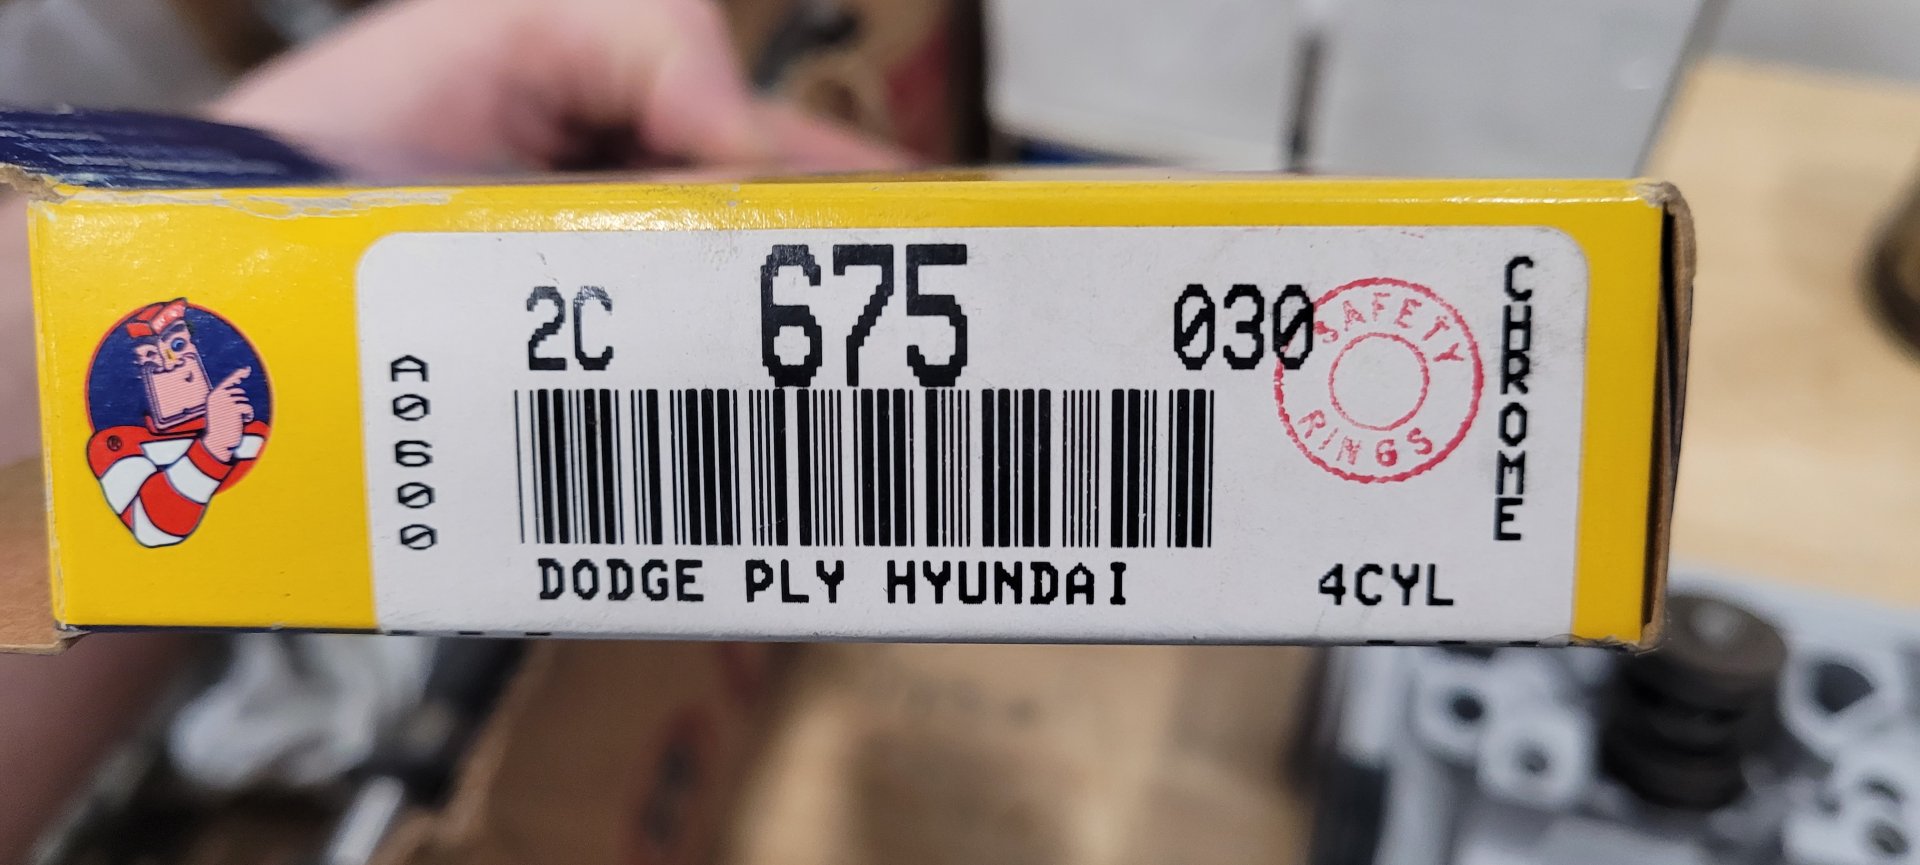 2C 675 030
SAFETY RINGS
CHROME
A0600
DODGE PLY HYUNDAI 4CYL